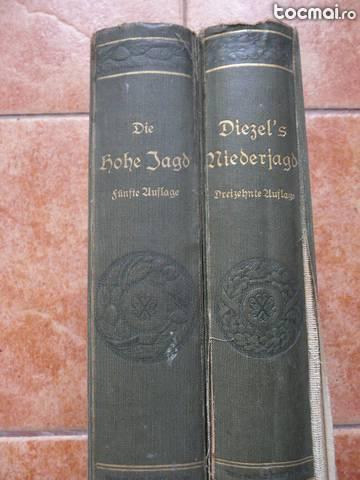 tocmai.ro
Die
Hohe Jagd
Fünfte Auflage
Diezel's
Niederjagd
Dreizehnte Auflage